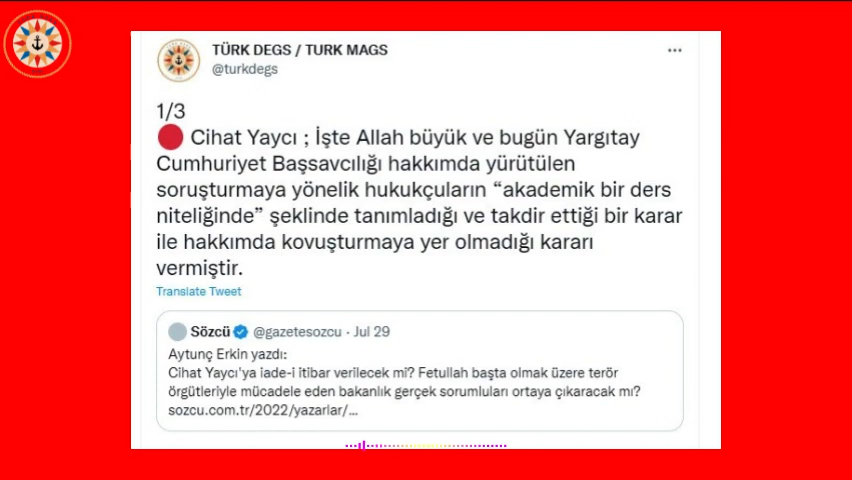 TÜRK DEGS / TURK MAGS
@turkdegs
1/3
Cihat Yaycı ; İşte Allah büyük ve bugün Yargıtay
Cumhuriyet Başsavcılığı hakkımda yürütülen
soruşturmaya yönelik hukukçuların “akademik bir ders
niteliğinde” şeklinde tanımladığı ve takdir ettiği bir karar
ile hakkımda kovuşturmaya yer olmadığı kararı
vermiştir.
Translate Tweet
Sözcü @gazetesozcu · Jul 29
Aytunç Erkin yazdı:
Cihat Yaycı'ya iade-i itibar verilecek mi? Fetullah başta olmak üzere terör
örgütleriyle mücadele eden bakanlık gerçek sorumluları ortaya çıkaracak mı?
sozcu.com.tr/2022/yazarlar/...